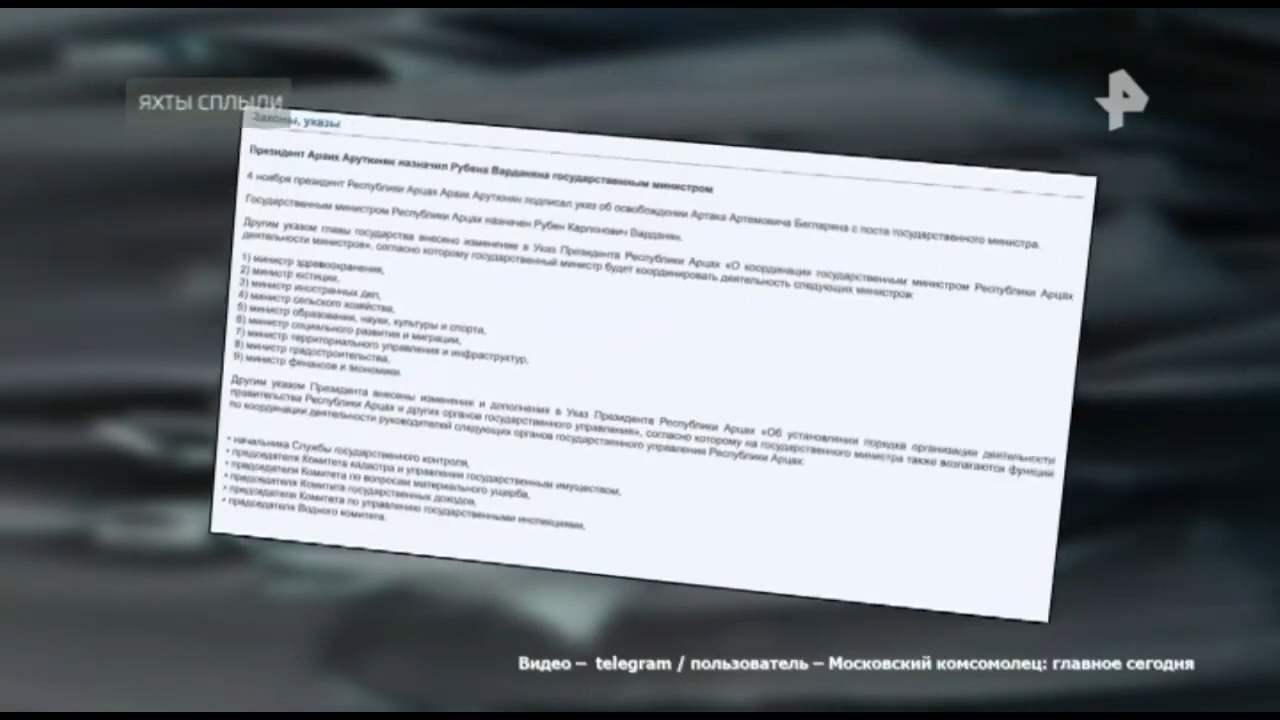 ЯХТЫ СПЛЫЛИ
Законы, указы
Президент Араик Арутюнян назначил Рубена Варданяна государственным министром
4 ноября президент Республики Арцах Араик Арутюнян подписал указ об освобождении Артака Артемовича Бегларяна с поста государственного министра.
Государственным министром Республики Арцах назначен Рубен Карленович Варданян.
Другим указом главы государства внесено изменение в Указ Президента Республики Арцах «О координации государственным министром Республики Арцах
деятельности министров», согласно которому государственный министр будет координировать деятельность следующих министров:
1) министр здравоохранения,
2) министр юстиции,
3) министр иностранных дел,
4) министр сельского хозяйства,
5) министр образования, науки, культуры и спорта,
6) министр социального развития и миграции,
7) министр территориального управления и инфраструктур,
8) министр градостроительства,
9) министр финансов и экономики.
Другим указом Президента внесены изменения и дополнения в Указ Президента Республики Арцах «Об установлении порядка организации деятельности
правительства Республики Арцах и других органов государственного управления», согласно которому на государственного министра также возлагаются функции
по координации деятельности руководителей следующих органов государственного управления Республики Арцах:
• начальника Службы государственного контроля,
• председателя Комитета кадастра и управления государственным имуществом,
• председателя Комитета по вопросам материального ущерба,
• председателя Комитета государственных доходов,
• председателя Комитета по управлению государственными инспекциями,
• председателя Водного комитета.
Видео – telegram / пользователь – Московский комсомолец: главное сегодня